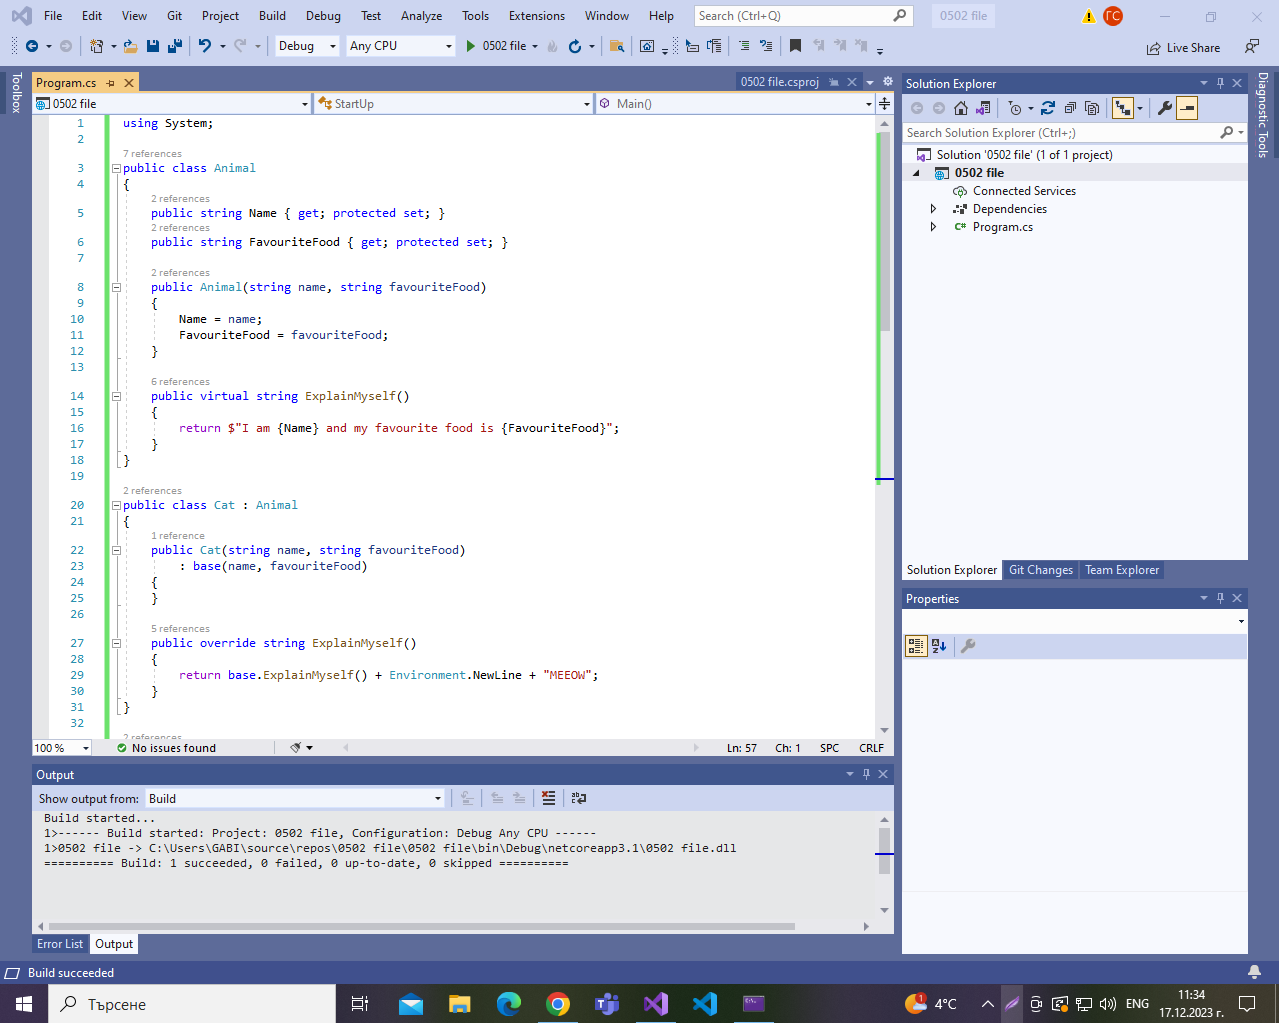 File Edit View Git Project Build Debug Test Analyze Tools Extensions Window Help Search (Ctrl+Q) 0502 file ГС
Debug Any CPU 0502 file Live Share
Toolbox
Program.cs 0502 file.csproj
0502 file StartUp Main()
1 using System;
2
7 references
3 public class Animal
4 {
2 references
5 public string Name { get; protected set; }
2 references
6 public string FavouriteFood { get; protected set; }
7
2 references
8 public Animal(string name, string favouriteFood)
9 {
10 Name = name;
11 FavouriteFood = favouriteFood;
12 }
13
6 references
14 public virtual string ExplainMyself()
15 {
16 return $"I am {Name} and my favourite food is {FavouriteFood}";
17 }
18 }
19
2 references
20 public class Cat : Animal
21 {
1 reference
22 public Cat(string name, string favouriteFood)
23 : base(name, favouriteFood)
24 {
25 }
26
5 references
27 public override string ExplainMyself()
28 {
29 return base.ExplainMyself() + Environment.NewLine + "MEEOW";
30 }
31 }
32
2 references
100 % No issues found Ln: 57 Ch: 1 SPC CRLF
Output
Show output from: Build
Build started...
1>------ Build started: Project: 0502 file, Configuration: Debug Any CPU ------
1>0502 file -> C:\Users\GABI\source\repos\0502 file\0502 file\bin\Debug\netcoreapp3.1\0502 file.dll
========== Build: 1 succeeded, 0 failed, 0 up-to-date, 0 skipped ==========
Error List Output
Solution Explorer
Search Solution Explorer (Ctrl+;)
Solution '0502 file' (1 of 1 project)
0502 file
Connected Services
Dependencies
C# Program.cs
Solution Explorer Git Changes Team Explorer
Properties
Diagnostic Tools
Build succeeded
Търсене 1 4°C ENG 11:34
17.12.2023 г.